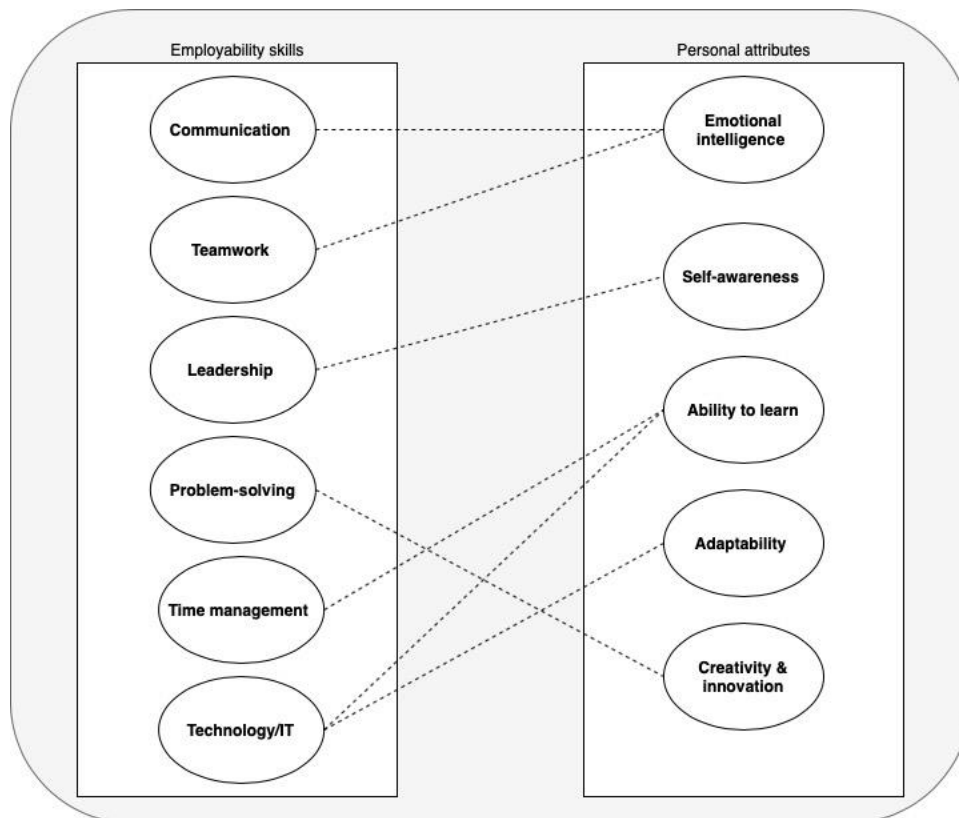 Employability skills
Personal attributes
Communication
Teamwork
Leadership
Problem-solving
Time management
Technology/IT
Emotional
intelligence
Self-awareness
Ability to learn
Adaptability
Creativity &
innovation